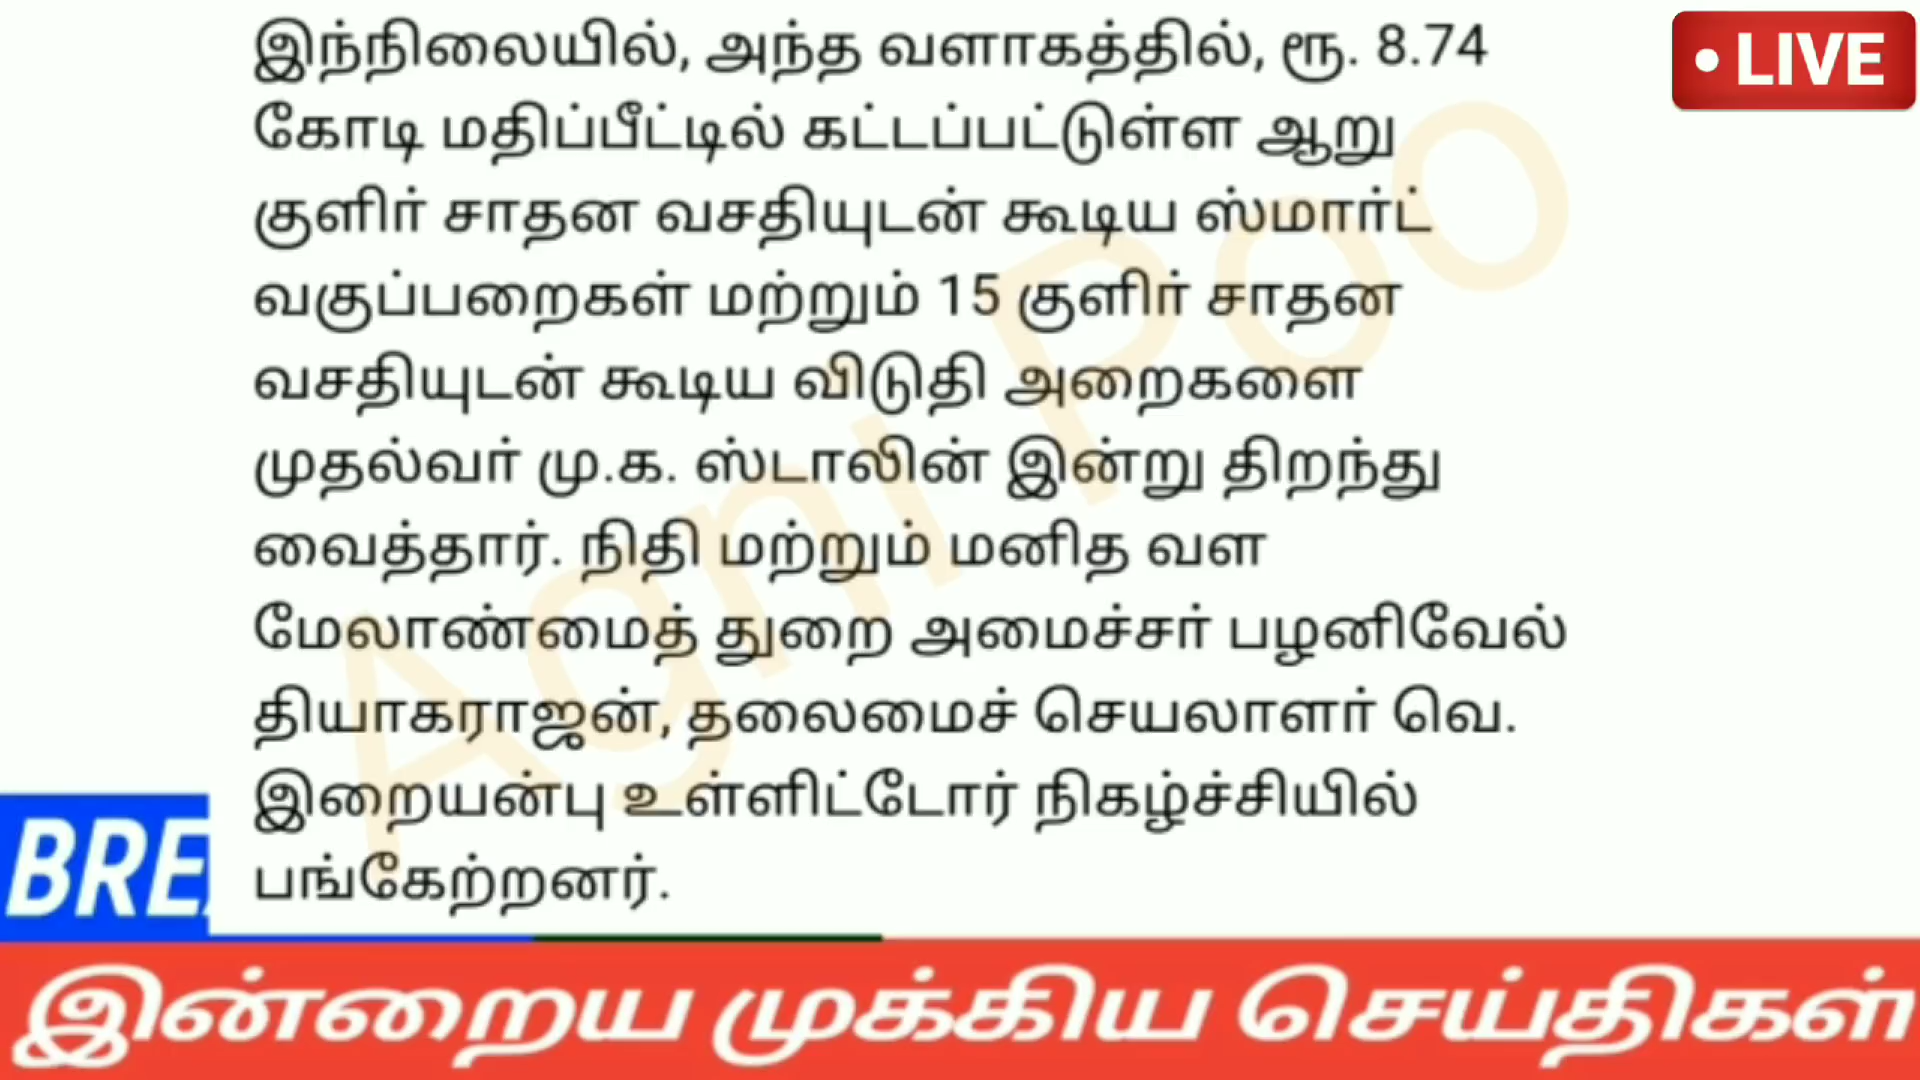 • LIVE
இந்நிலையில், அந்த வளாகத்தில், ரூ. 8.74
கோடி மதிப்பீட்டில் கட்டப்பட்டுள்ள ஆறு
குளிர் சாதன வசதியுடன் கூடிய ஸ்மார்ட்
வகுப்பறைகள் மற்றும் 15 குளிர் சாதன
வசதியுடன் கூடிய விடுதி அறைகளை
முதல்வர் மு.க. ஸ்டாலின் இன்று திறந்து
வைத்தார். நிதி மற்றும் மனித வள
மேலாண்மைத் துறை அமைச்சர் பழனிவேல்
தியாகராஜன், தலைமைச் செயலாளர் வெ.
இறையன்பு உள்ளிட்டோர் நிகழ்ச்சியில்
பங்கேற்றனர்.
Agni Poo
BRE
இன்றைய முக்கிய செய்திகள்